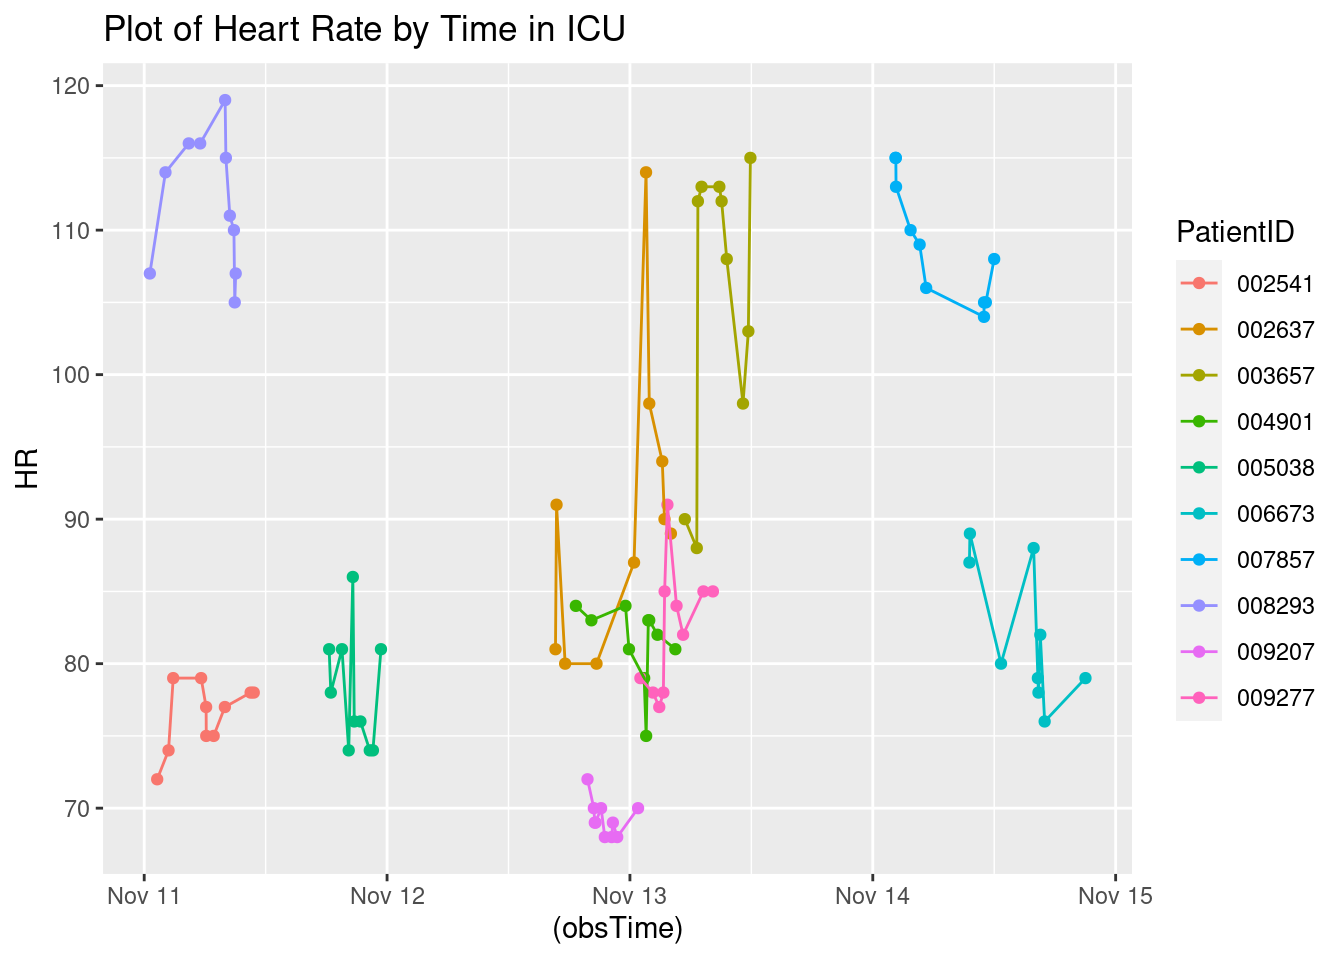 Plot of Heart Rate by Time in ICU
120
110
100
90
80
70
HR
Nov 11
Nov 12
Nov 13
Nov 14
Nov 15
(obsTime)
PatientID
002541
002637
003657
004901
005038
006673
007857
008293
009207
009277